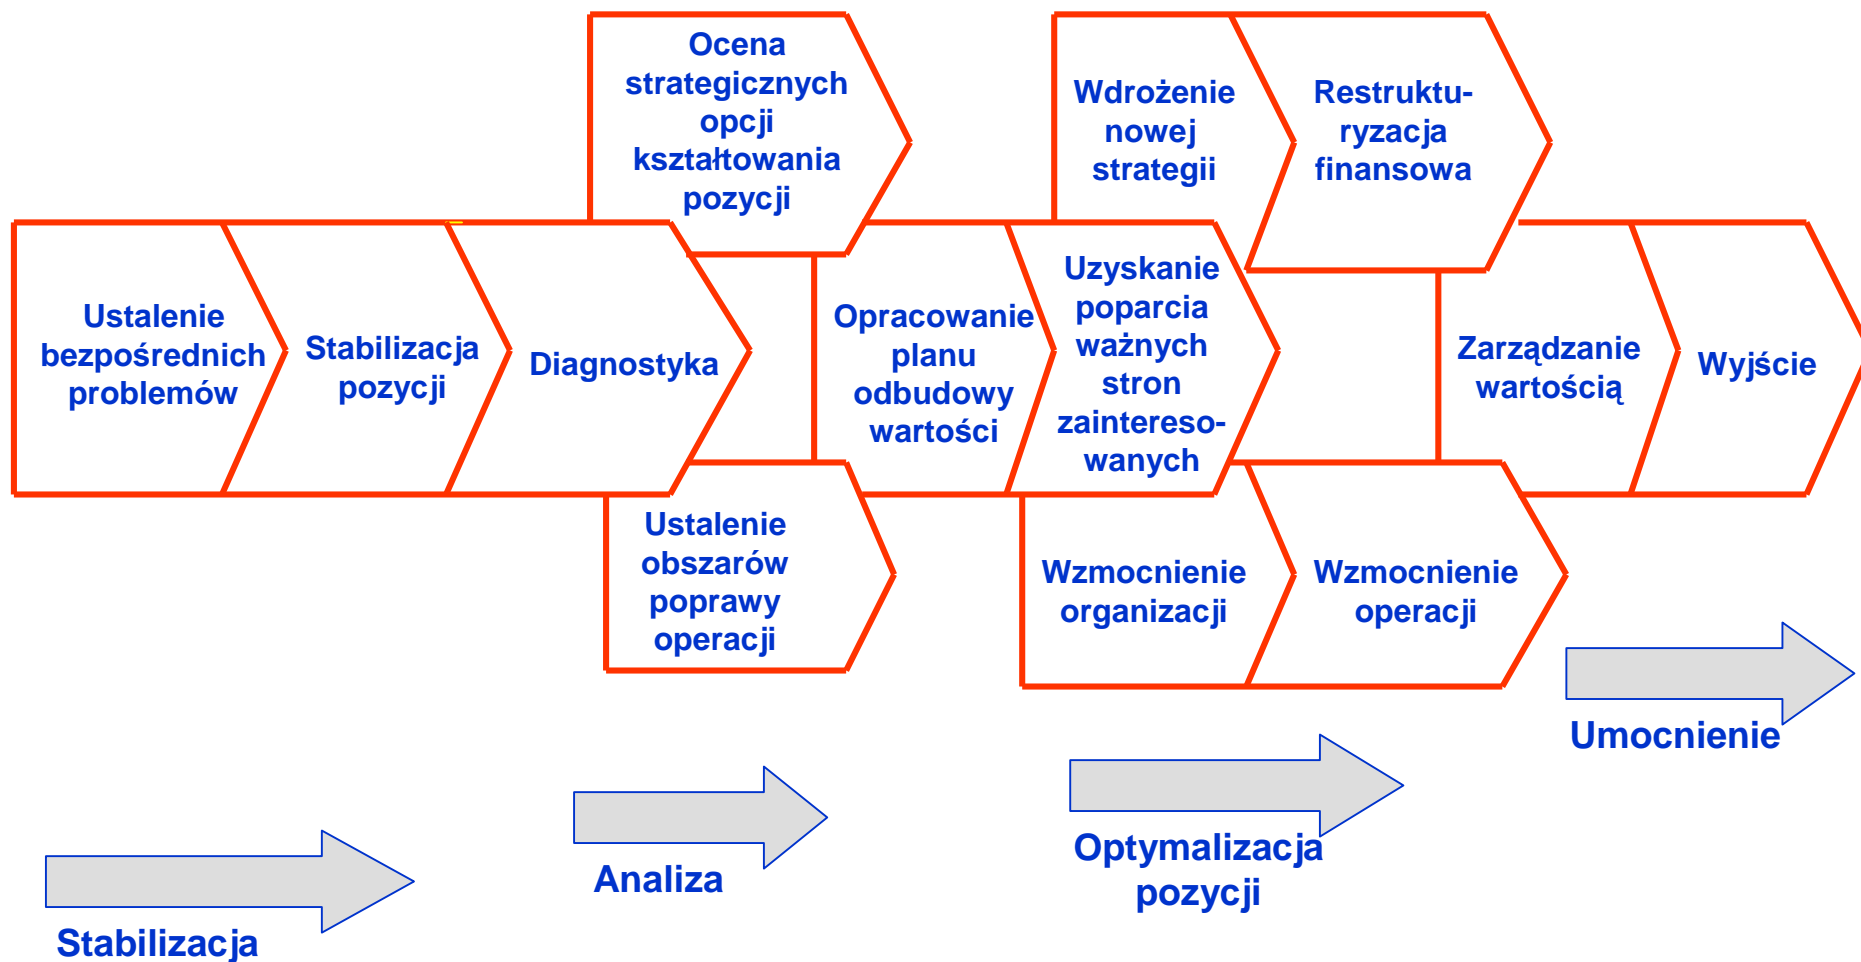 Ocena
strategicznych
opcji
kształtowania
pozycji
Wdrożenie
nowej
strategii
Restruktu-
ryzacja
finansowa
Ustalenie
bezpośrednich
problemów
Stabilizacja
pozycji
Diagnostyka
Opracowanie
planu
odbudowy
wartości
Uzyskanie
poparcia
ważnych
stron
zaintereso-
wanych
Zarządzanie
wartością
Wyjście
Ustalenie
obszarów
poprawy
operacji
Wzmocnienie
organizacji
Wzmocnienie
operacji
Umocnienie
Optymalizacja
pozycji
Analiza
Stabilizacja